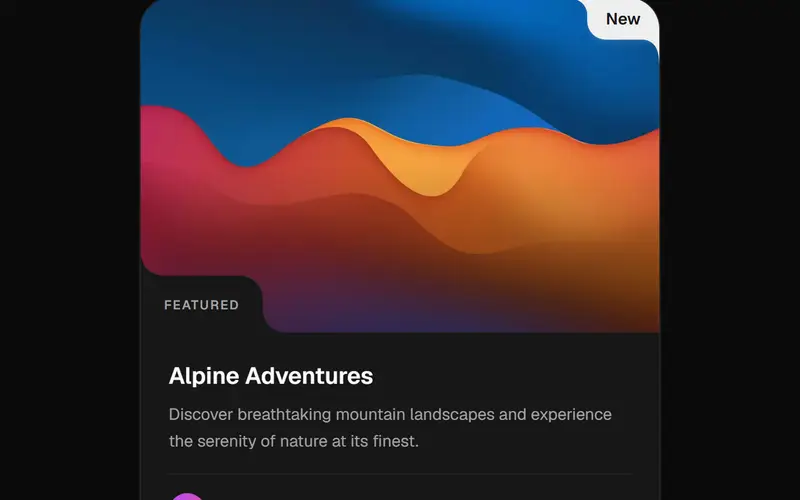 New
FEATURED
Alpine Adventures
Discover breathtaking mountain landscapes and experience
the serenity of nature at its finest.